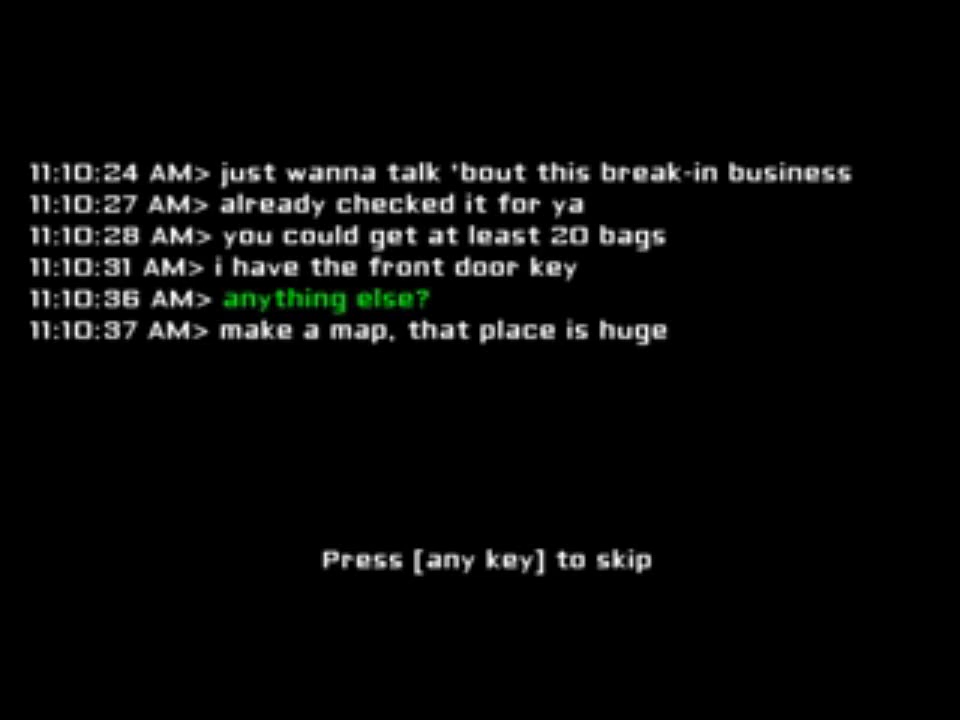 11:10:24 AM> just wanna talk 'bout this break-in business
11:10:27 AM> already checked it for ya
11:10:28 AM> you could get at least 20 bags
11:10:31 AM> i have the front door key
11:10:36 AM> anything else?
11:10:37 AM> make a map, that place is huge
Press [any key] to skip